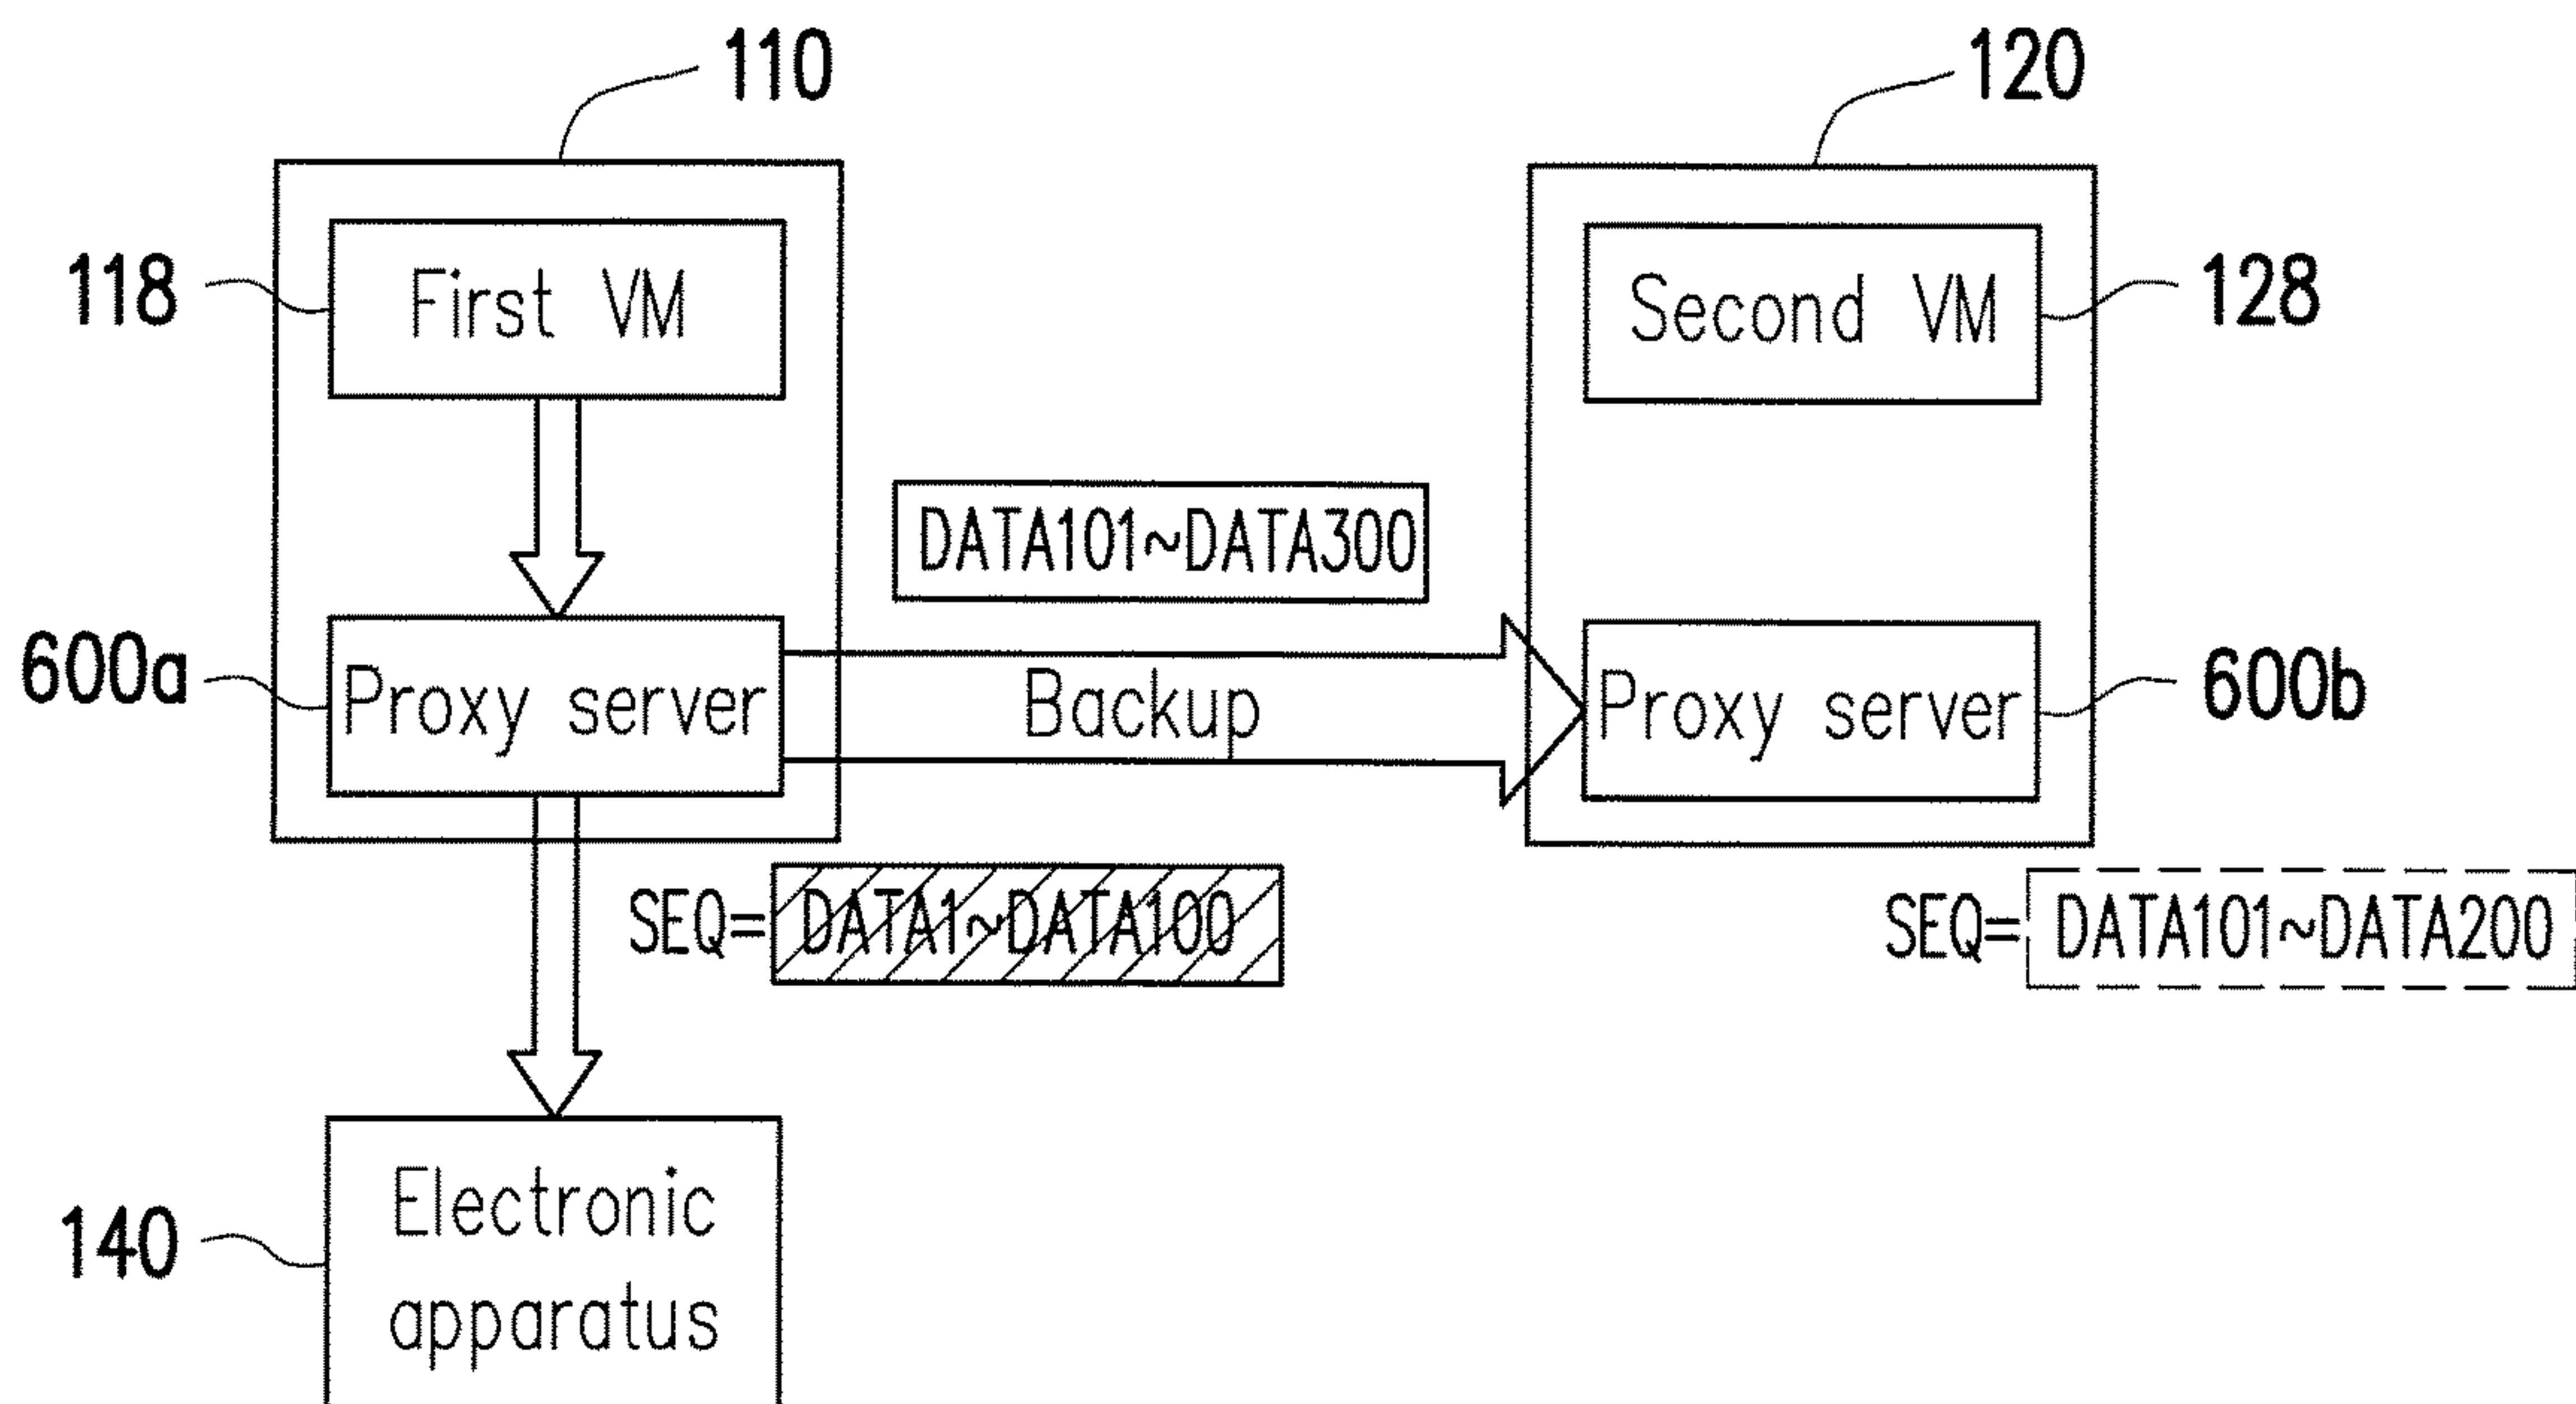 110
120
118
First VM
Second VM
128
DATA101~DATA300
600a
Proxy server
Backup
Proxy server
600b
SEQ= DATA1~DATA100
SEQ= DATA101~DATA200
140
Electronic
apparatus